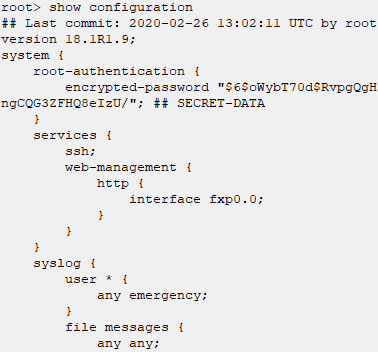 root> show configuration
## Last commit: 2020-02-26 13:02:11 UTC by root
version 18.1R1.9;
system {
    root-authentication {
        encrypted-password "$6$oWybT70d$RvpgQgH
ngCQG3ZFHQ8eIzU/"; ## SECRET-DATA
    }
    services {
        ssh;
        web-management {
            http {
                interface fxp0.0;
            }
        }
    }
    syslog {
        user * {
            any emergency;
        }
        file messages {
            any any;